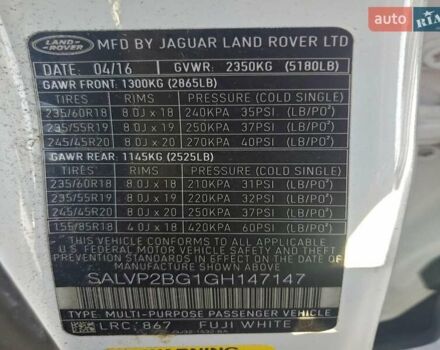 AUTO
RIA
LAND-
ROVER
MFD BY JAGUAR LAND ROVER LTD
DATE: 04/16 GVWR: 2350KG (5180LB)
GAWR FRONT: 1300KG (2865LB)
TIRES RIMS PRESSURE (COLD SINGLE)
235/60R18 8.0J x 18 240KPA 35PSI (LB/PO²)
235/55R19 8.0J x 19 250KPA 37PSI (LB/PO²)
245/45R20 8.0J x 20 270KPA 40PSI (LB/PO²)
GAWR REAR: 1145KG (2525LB)
TIRES RIMS PRESSURE (COLD SINGLE)
235/60R18 8.0J x 18 210KPA 31PSI (LB/PO²)
235/55R19 8.0J x 19 220KPA 32PSI (LB/PO²)
245/45R20 8.0J x 20 250KPA 37PSI (LB/PO²)
155/85R18 4.0J x 18 420KPA 60PSI (LB/PO²)
THIS VEHICLE CONFORMS TO ALL APPLICABLE
U.S. FEDERAL MOTOR VEHICLE SAFETY AND THEFT PREVENTION
STANDARDS IN EFFECT ON THE DATE OF MANUFACTURE SHOWN ABOVE
SALVP2BG1GH147147
TYPE: MULTI-PURPOSE PASSENGER VEHICLE
LRC: 867 FUJI WHITE
WARNING